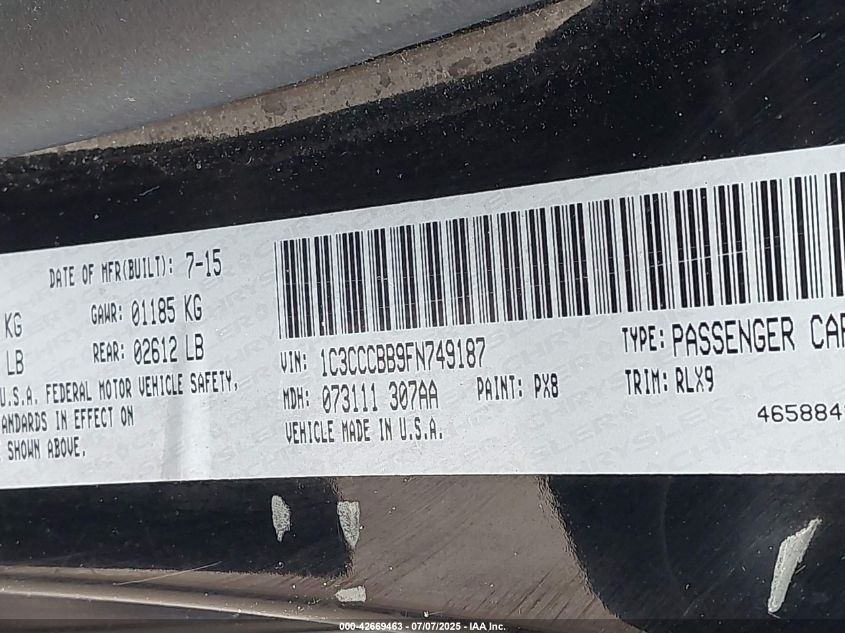 DATE OF MFR(BUILT): 7-15
KG GAWR: 01185 KG
LB REAR: 02612 LB
U.S.A. FEDERAL MOTOR VEHICLE SAFETY,
ANDARDS IN EFFECT ON
SHOWN ABOVE.
VIN: 1C3CCCBB9FN749187
TYPE: PASSENGER CAR
MDH: 073111 307AA PAINT: PX8
TRIM: RLX9
VEHICLE MADE IN U.S.A.
46588
000-42669463 - 07/07/2025 - IAA Inc.